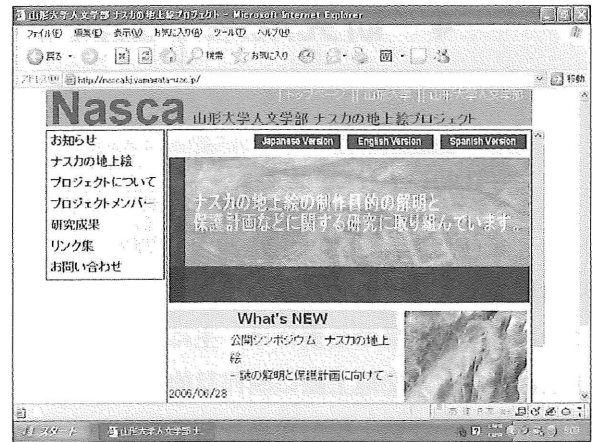 山形大学人文学部 ナスカの地上絵プロジェクト - Microsoft Internet Explorer
ファイル(F) 編集(E) 表示(V) お気に入り(A) ツール(T) ヘルプ(H)
戻る 検索 お気に入り
アドレス(D) 移動
Nasca 山形大学人文学部 ナスカの地上絵プロジェクト
お知らせ
ナスカの地上絵
プロジェクトについて
プロジェクトメンバー
研究成果
リンク集
お問い合わせ
Japanese Version English Version Spanish Version
ナスカの地上絵の制作目的の解明と
保護計画などに関する研究に取り組んでいます。
What's NEW
公開シンポジウム ナスカの地上
絵
- 謎の解明と保護計画に向けて -
2006/06/28
スタート 山形大学人文学部 ナ